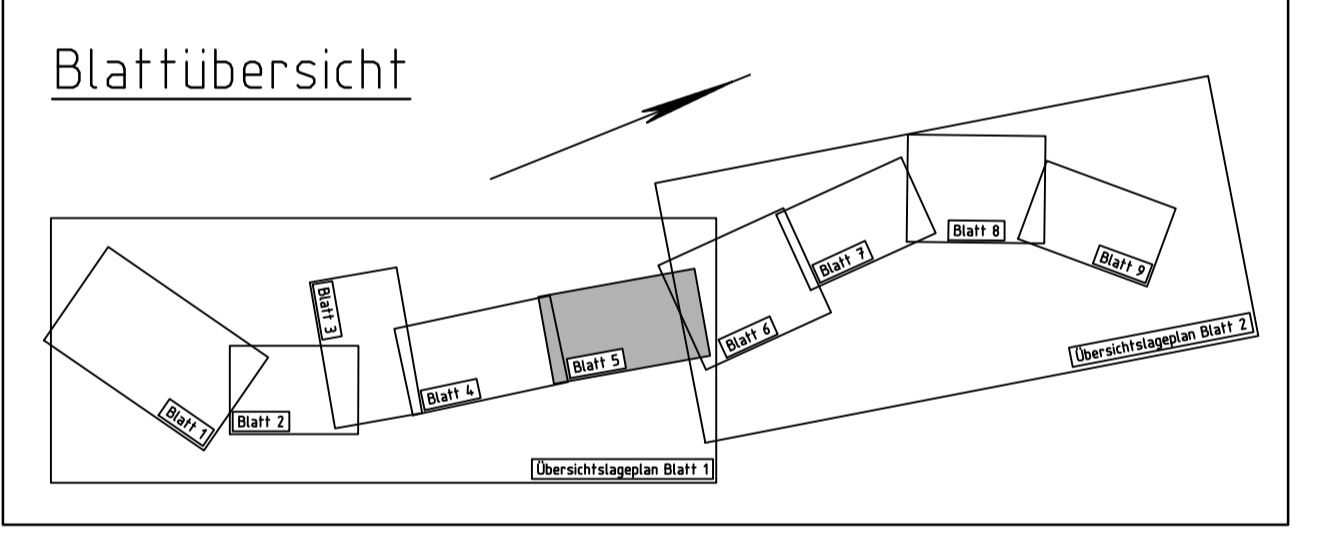 Blattübersicht
Blatt 1
Blatt 2
Blatt 3
Blatt 4
Blatt 5
Übersichtslageplan Blatt 1
Blatt 6
Blatt 7
Blatt 8
Blatt 9
Übersichtslageplan Blatt 2